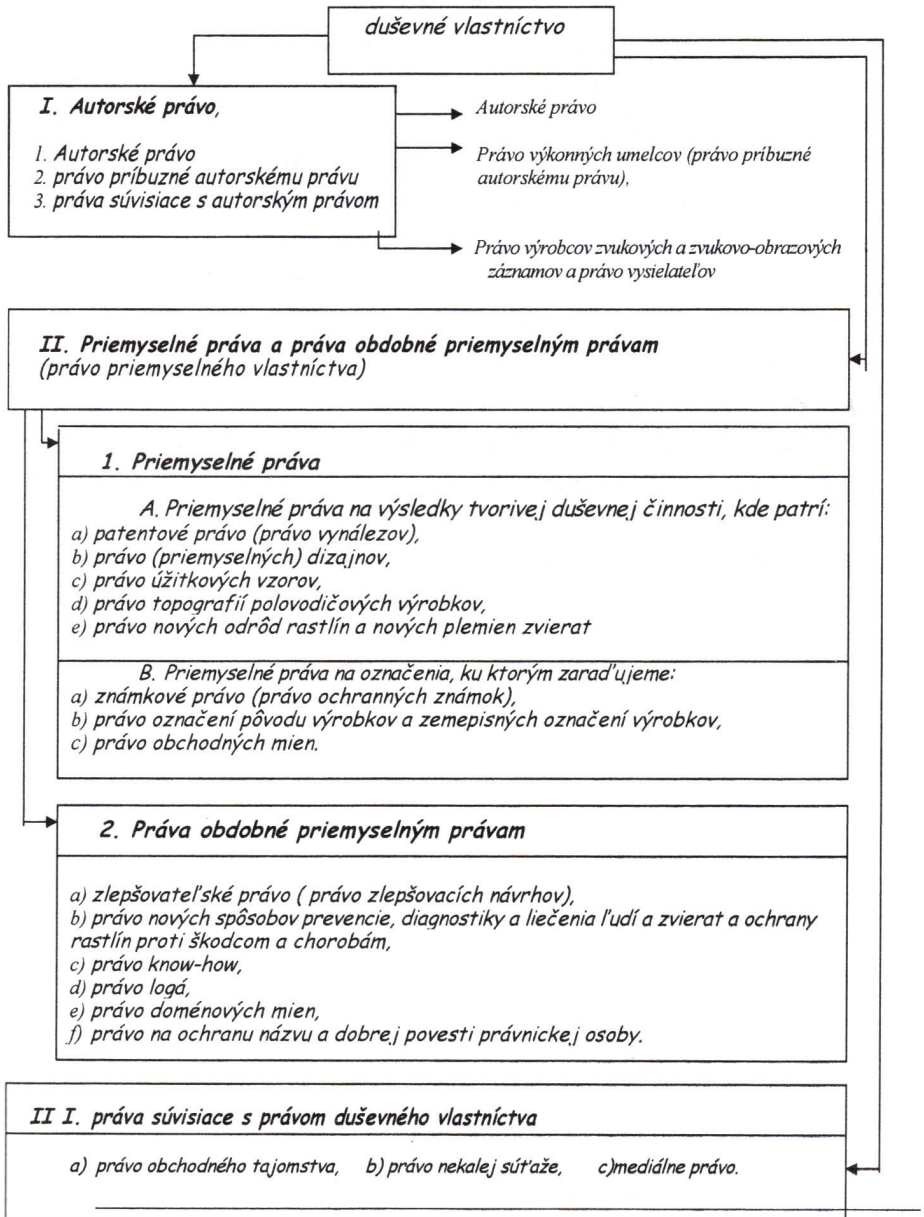 duševné vlastníctvo
I. Autorské právo,
1. Autorské právo
2. právo príbuzné autorskému právu
3. práva súvisiace s autorským právom
Autorské právo
Právo výkonných umelcov (právo príbuzné
autorskému právu),
Právo výrobcov zvukových a zvukovo-obrazových
záznamov a právo vysielateľov
II. Priemyselné práva a práva obdobné priemyselným právam
(právo priemyselného vlastníctva)
1. Priemyselné práva
A. Priemyselné práva na výsledky tvorivej duševnej činnosti, kde patrí:
a) patentové právo (právo vynálezov),
b) právo (priemyselných) dizajnov,
c) právo úžitkových vzorov,
d) právo topografií polovodičových výrobkov,
e) právo nových odrôd rastlín a nových plemien zvierat
B. Priemyselné práva na označenia, ku ktorým zaraďujeme:
a) známkové právo (právo ochranných známok),
b) právo označení pôvodu výrobkov a zemepisných označení výrobkov,
c) právo obchodných mien.
2. Práva obdobné priemyselným právam
a) zlepšovateľské právo ( právo zlepšovacích návrhov),
b) právo nových spôsobov prevencie, diagnostiky a liečenia ľudí a zvierat a ochrany
rastlín proti škodcom a chorobám,
c) právo know-how,
d) právo logá,
e) právo doménových mien,
f) právo na ochranu názvu a dobrej povesti právnickej osoby.
II I. práva súvisiace s právom duševného vlastníctva
a) právo obchodného tajomstva, b) právo nekalej súťaže, c)mediálne právo.